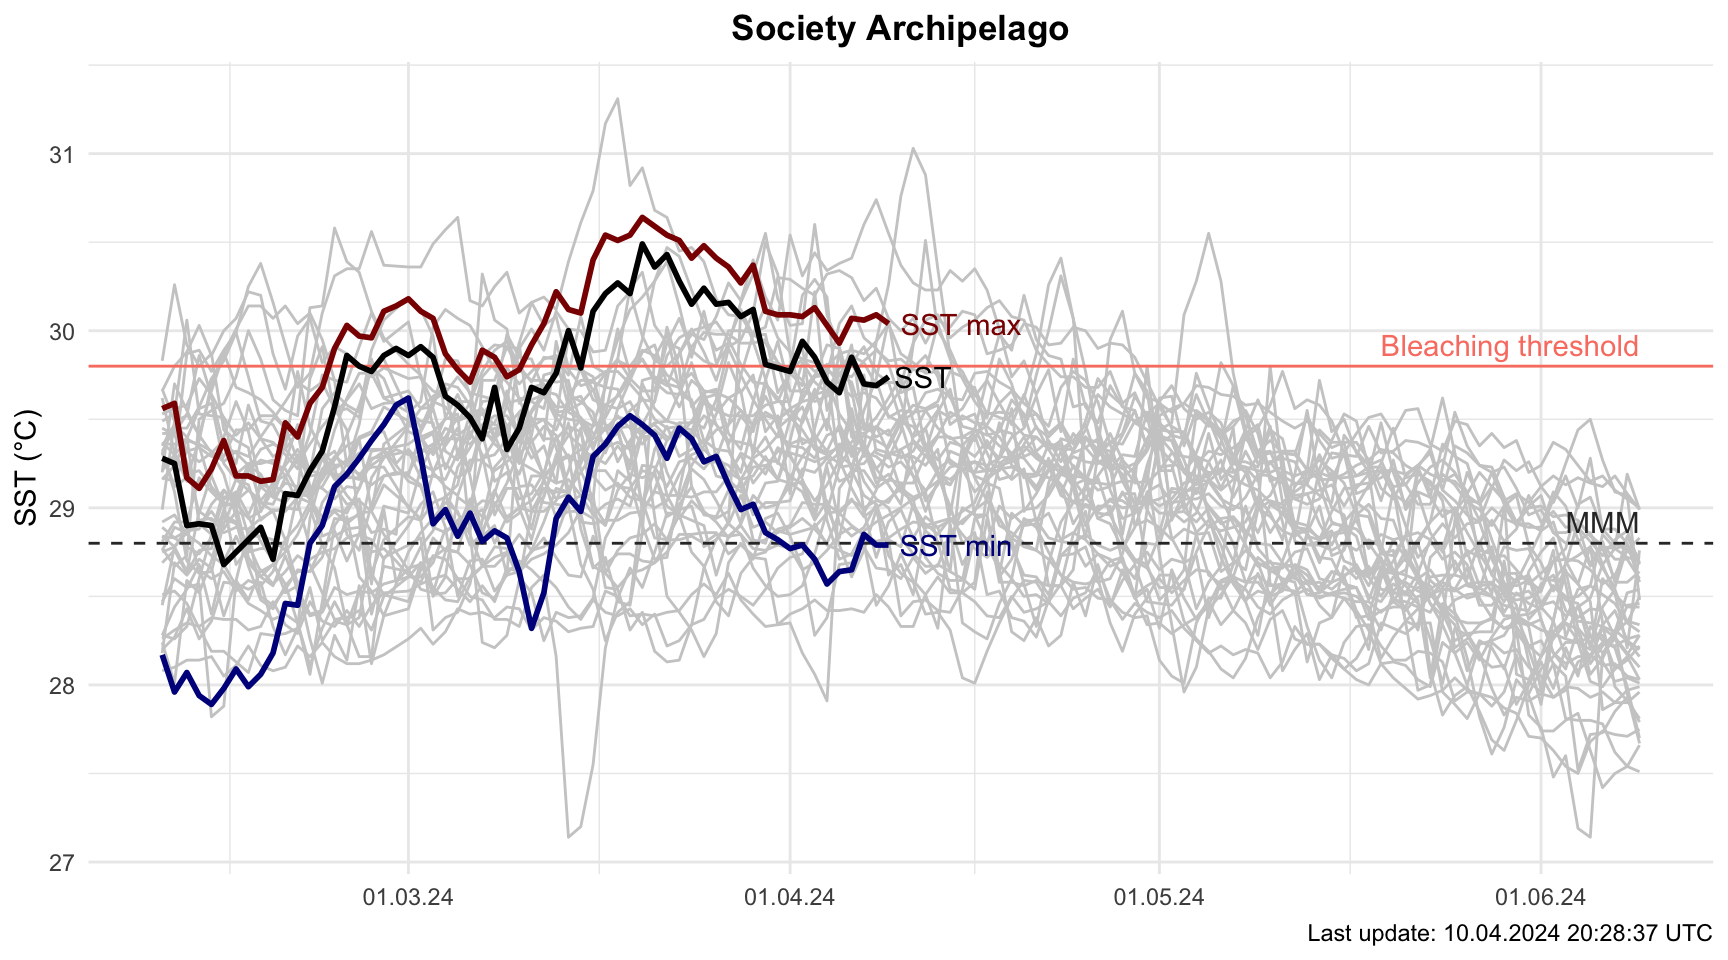 Society Archipelago
SST (°C)
31
30
29
28
27
SST max
SST
SST min
Bleaching threshold
MMM
01.03.24
01.04.24
01.05.24
01.06.24
Last update: 10.04.2024 20:28:37 UTC